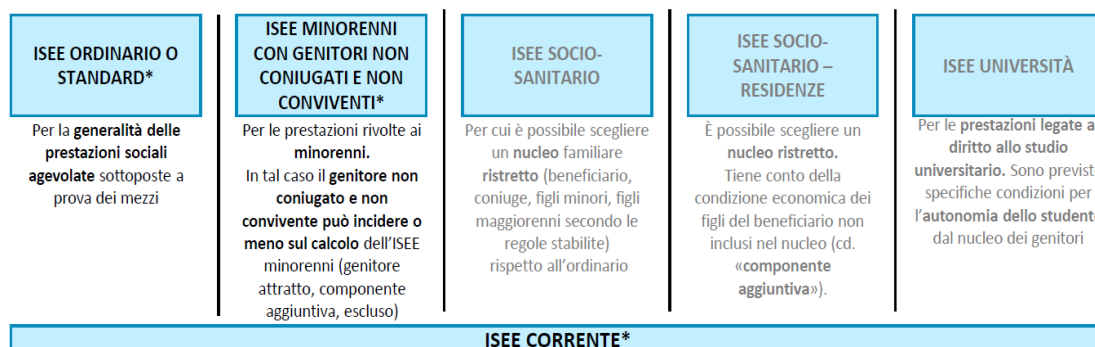 ISEE ORDINARIO O
STANDARD*
Per la generalità delle
prestazioni sociali
agevolate sottoposte a
prova dei mezzi
ISEE MINORENNI
CON GENITORI NON
CONIUGATI E NON
CONVIVENTI*
Per le prestazioni rivolte ai
minorenni.
In tal caso il genitore non
coniugato e non
convivente può incidere o
meno sul calcolo dell'ISEE
minorenni (genitore
attratto, componente
aggiuntiva, escluso)
ISEE SOCIO-
SANITARIO
Per cui è possibile scegliere
un nucleo familiare
ristretto (beneficiario,
coniuge, figli minori, figli
maggiorenni secondo le
regole stabilite)
rispetto all'ordinario
ISEE SOCIO-
SANITARIO –
RESIDENZE
È possibile scegliere un
nucleo ristretto.
Tiene conto della
condizione economica dei
figli del beneficiario non
inclusi nel nucleo (cd.
«componente
aggiuntiva»).
ISEE UNIVERSITÀ
Per le prestazioni legate a
diritto allo studio
universitario. Sono previst
specifiche condizioni per
l'autonomia dello student
dal nucleo dei genitori
ISEE CORRENTE*